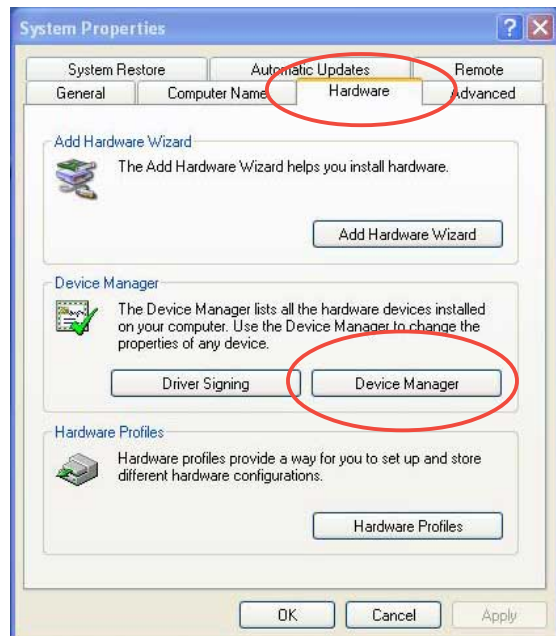 System Properties
System Restore Automatic Updates Remote
General Computer Name Hardware Advanced
Add Hardware Wizard
The Add Hardware Wizard helps you install hardware.
Add Hardware Wizard
Device Manager
The Device Manager lists all the hardware devices installed
on your computer. Use the Device Manager to change the
properties of any device.
Driver Signing Device Manager
Hardware Profiles
Hardware profiles provide a way for you to set up and store
different hardware configurations.
Hardware Profiles
OK Cancel Apply